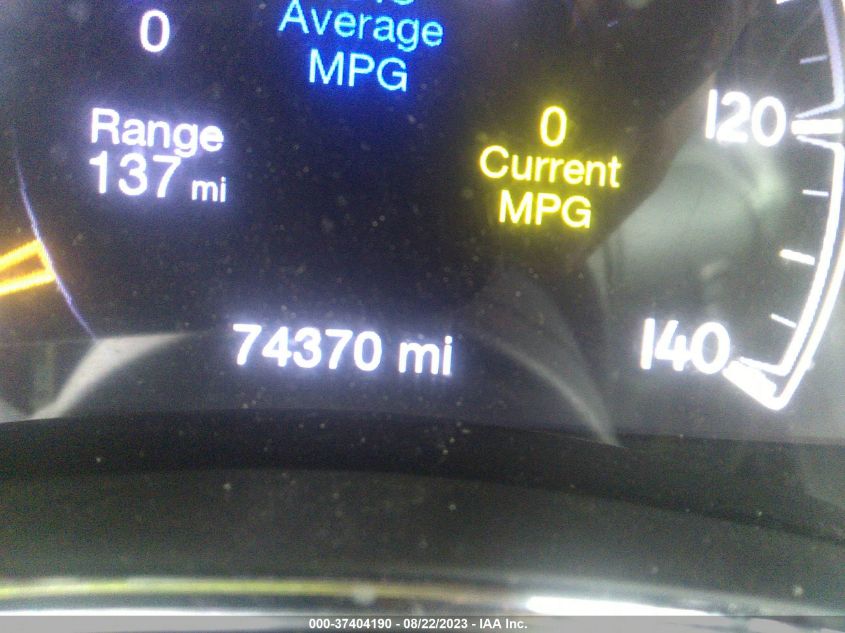 0
Average
MPG
Range
137 mi
0
Current
MPG
120
74370 mi
140
000-37404190 - 08/22/2023 - IAA Inc.